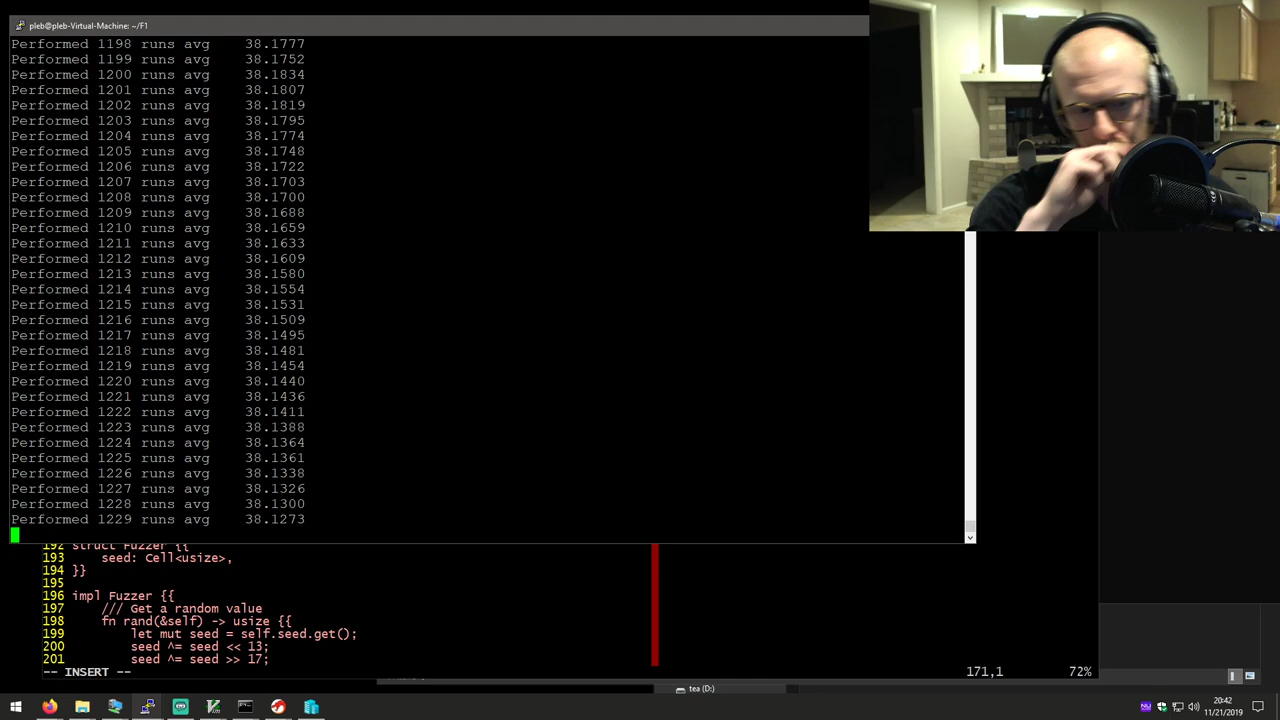 pleb@pleb-Virtual-Machine: ~/F1
Performed 1198 runs avg 38.1777
Performed 1199 runs avg 38.1752
Performed 1200 runs avg 38.1834
Performed 1201 runs avg 38.1807
Performed 1202 runs avg 38.1819
Performed 1203 runs avg 38.1795
Performed 1204 runs avg 38.1774
Performed 1205 runs avg 38.1748
Performed 1206 runs avg 38.1722
Performed 1207 runs avg 38.1703
Performed 1208 runs avg 38.1700
Performed 1209 runs avg 38.1688
Performed 1210 runs avg 38.1659
Performed 1211 runs avg 38.1633
Performed 1212 runs avg 38.1609
Performed 1213 runs avg 38.1580
Performed 1214 runs avg 38.1554
Performed 1215 runs avg 38.1531
Performed 1216 runs avg 38.1509
Performed 1217 runs avg 38.1495
Performed 1218 runs avg 38.1481
Performed 1219 runs avg 38.1454
Performed 1220 runs avg 38.1440
Performed 1221 runs avg 38.1436
Performed 1222 runs avg 38.1411
Performed 1223 runs avg 38.1388
Performed 1224 runs avg 38.1364
Performed 1225 runs avg 38.1361
Performed 1226 runs avg 38.1338
Performed 1227 runs avg 38.1326
Performed 1228 runs avg 38.1300
Performed 1229 runs avg 38.1273
192 struct Fuzzer {{
193 seed: Cell<usize>,
194 }}
195
196 impl Fuzzer {{
197 /// Get a random value
198 fn rand(&self) -> usize {{
199 let mut seed = self.seed.get();
200 seed ^= seed << 13;
201 seed ^= seed >> 17;
-- INSERT -- 171,1 72%
tea (D:)
20:42
11/21/2019